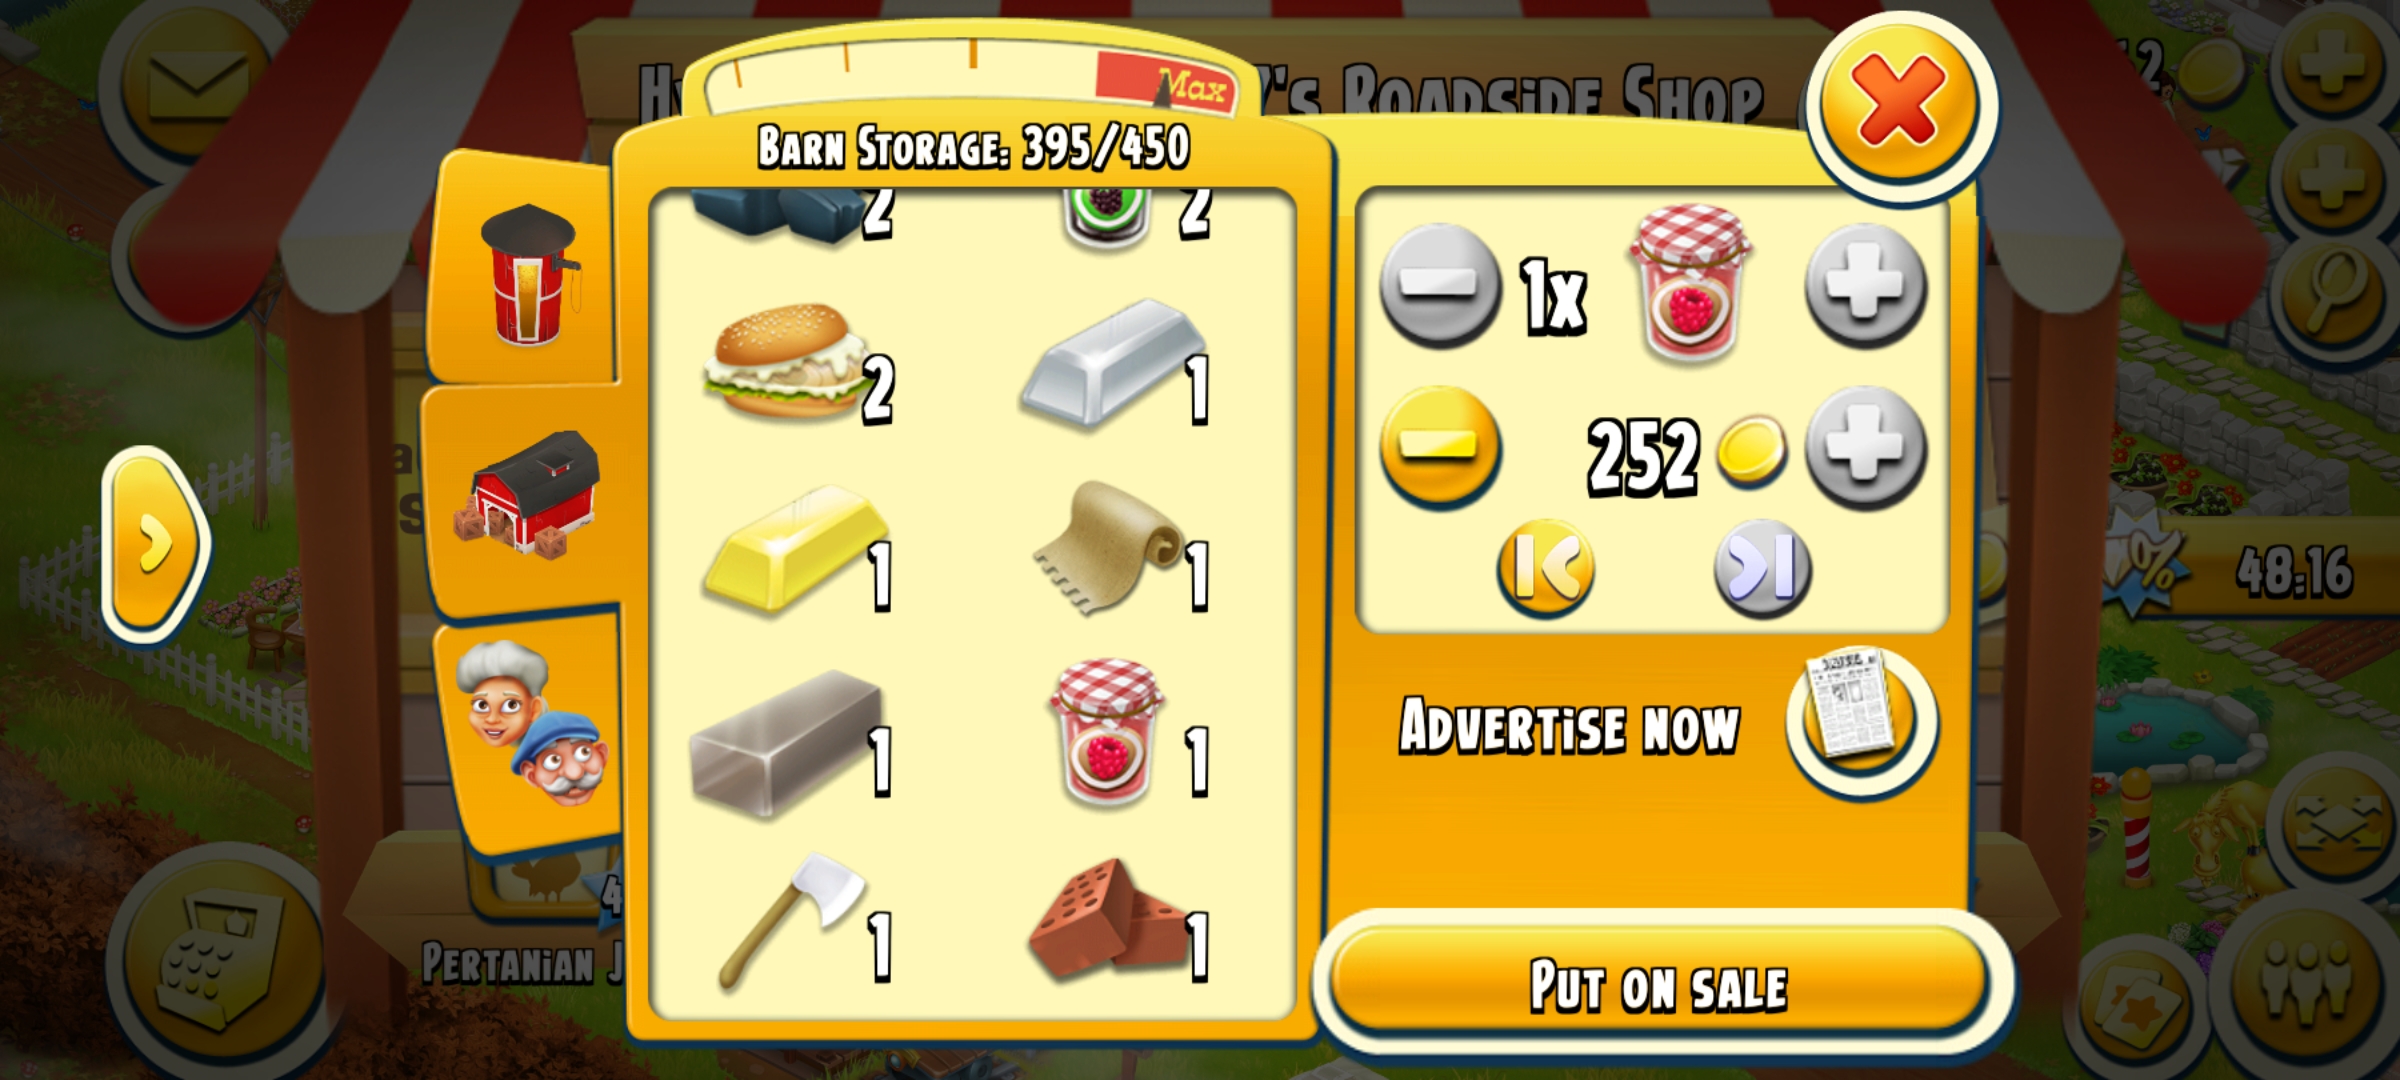 's Roadside Shop
Max
Barn Storage: 395/450
2
2
1x
2
1
252
1
1
48:16
1
1
Advertise now
1
1
Pertanian J
Put on sale